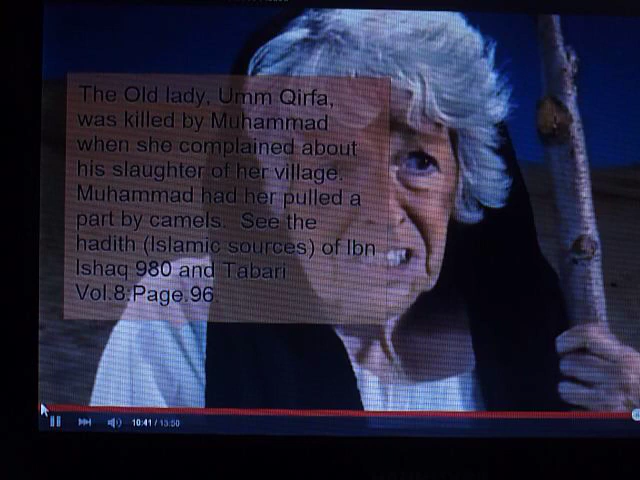 The Old lady, Umm Qirfa,
was killed by Muhammad
when she complained about
his slaughter of her village.
Muhammad had her pulled a
part by camels. See the
hadith (Islamic sources) of Ibn
Ishaq 980 and Tabari
Vol.8:Page.96
10:41 / 13:50